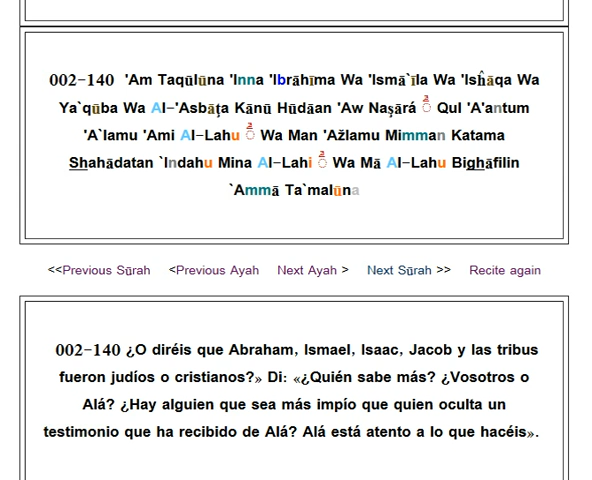 002-140 'Am Taqūlūna 'Inna 'Ibrāhīma Wa 'Ismā`īla Wa 'Isĥāqa Wa
Ya`qūba Wa Al-'Asbāţa Kānū Hūdāan 'Aw Naşārá ۗ Qul 'A'antum
'A`lamu 'Ami Al-Lahu ۗ Wa Man 'Ažlamu Mimman Katama
Shahādatan `Indahu Mina Al-Lahi ۗ Wa Mā Al-Lahu Bighāfilin
`Ammā Ta`malūna
<<Previous Sūrah <Previous Ayah Next Ayah > Next Sūrah >> Recite again
002-140 ¿O diréis que Abraham, Ismael, Isaac, Jacob y las tribus
fueron judíos o cristianos?» Di: «¿Quién sabe más? ¿Vosotros o
Alá? ¿Hay alguien que sea más impío que quien oculta un
testimonio que ha recibido de Alá? Alá está atento a lo que hacéis».